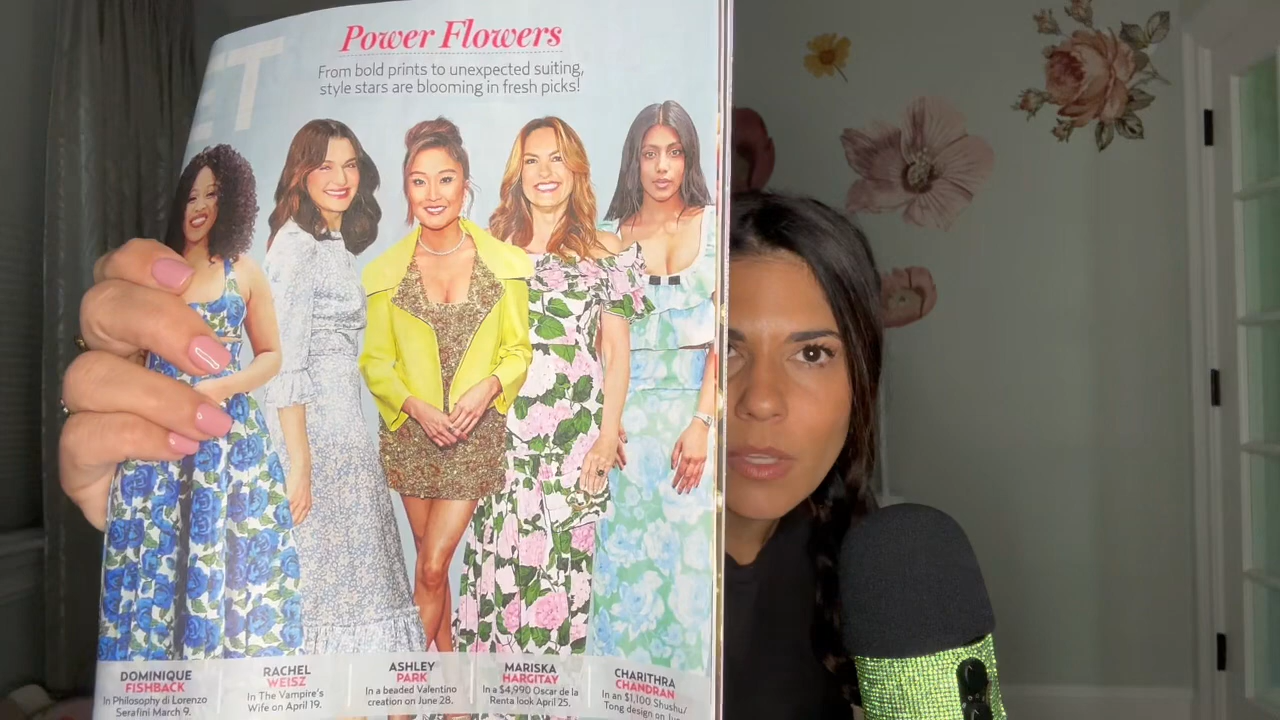 ET
Power Flowers
From bold prints to unexpected suiting,
style stars are blooming in fresh picks!
DOMINIQUE
FISHBACK
In Philosophy di Lorenzo
Serafini March 9.
RACHEL
WEISZ
In The Vampire's
Wife on April 19.
ASHLEY
PARK
In a beaded Valentino
creation on June 28.
MARISKA
HARGITAY
In a $4,990 Oscar de la
Renta look April 25.
CHARITHRA
CHANDRAN
In an $1,100 Shushu/
Tong design on